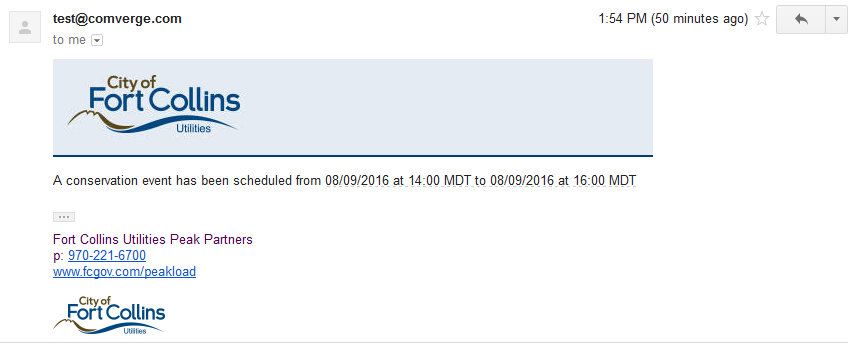 test@comverge.com
1:54 PM (50 minutes ago)
to me
City of
Fort Collins
Utilities
A conservation event has been scheduled from 08/09/2016 at 14:00 MDT to 08/09/2016 at 16:00 MDT
Fort Collins Utilities Peak Partners
p: 970-221-6700
www.fcgov.com/peakload
City of
Fort Collins
Utilities